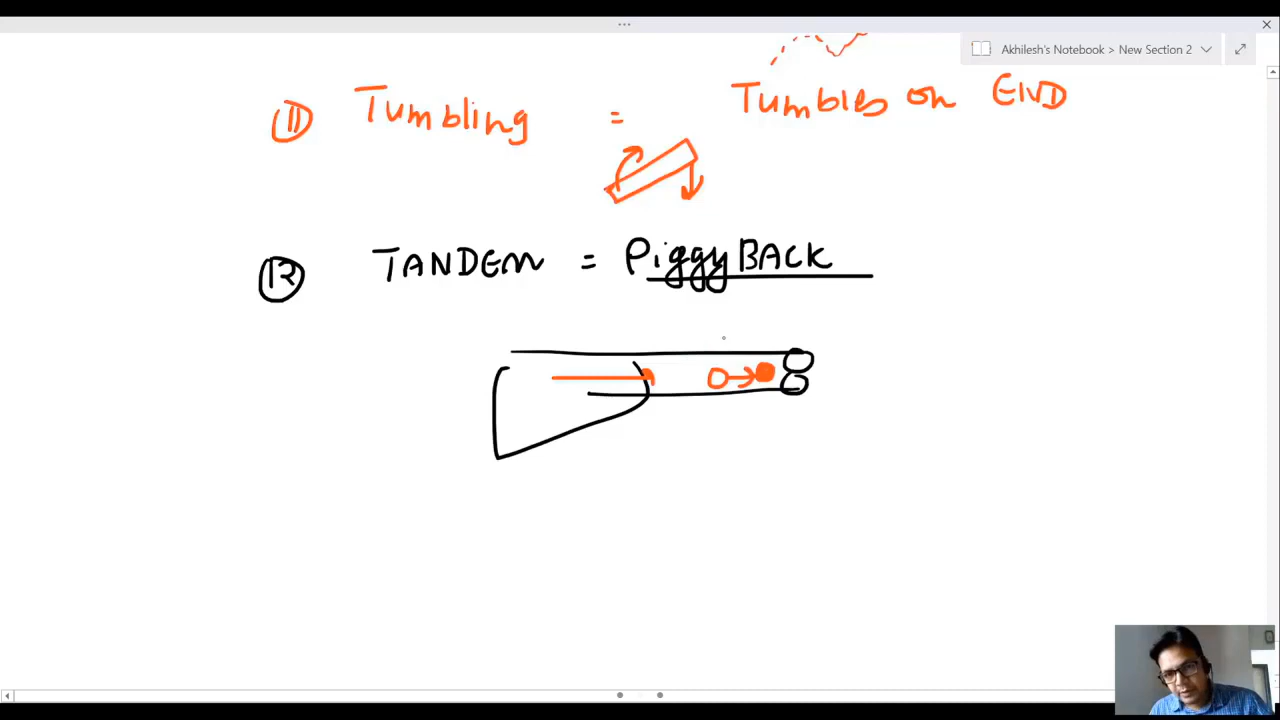 Akhilesh's Notebook > New Section 2
11 Tumbling = Tumbles on END
12 TANDEM = PiggyBACK